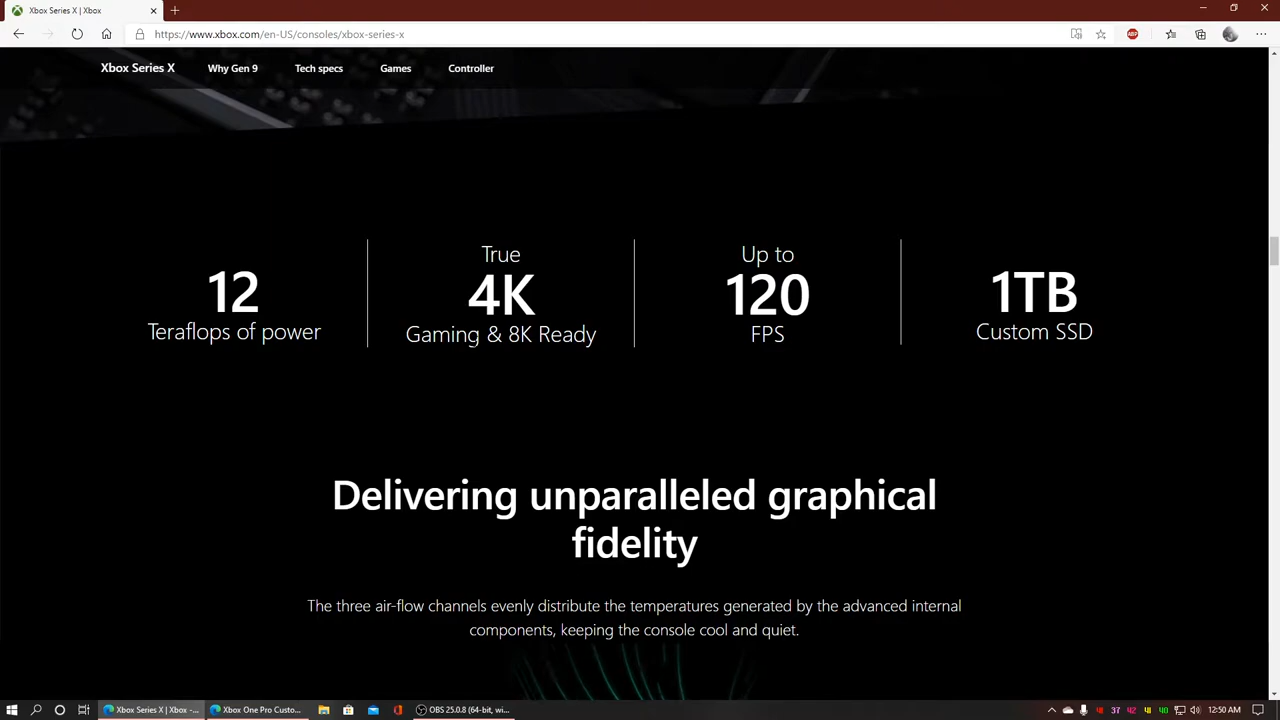 Xbox Series X | Xbox
https://www.xbox.com/en-US/consoles/xbox-series-x
ABP
Xbox Series X Why Gen 9 Tech specs Games Controller
12
Teraflops of power
True
4K
Gaming & 8K Ready
Up to
120
FPS
1TB
Custom SSD
Delivering unparalleled graphical
fidelity
The three air-flow channels evenly distribute the temperatures generated by the advanced internal
components, keeping the console cool and quiet.
Xbox Series X | Xbox -... Xbox One Pro Custo... OBS 25.0.8 (64-bit, wi... 37 42 40 12:50 AM